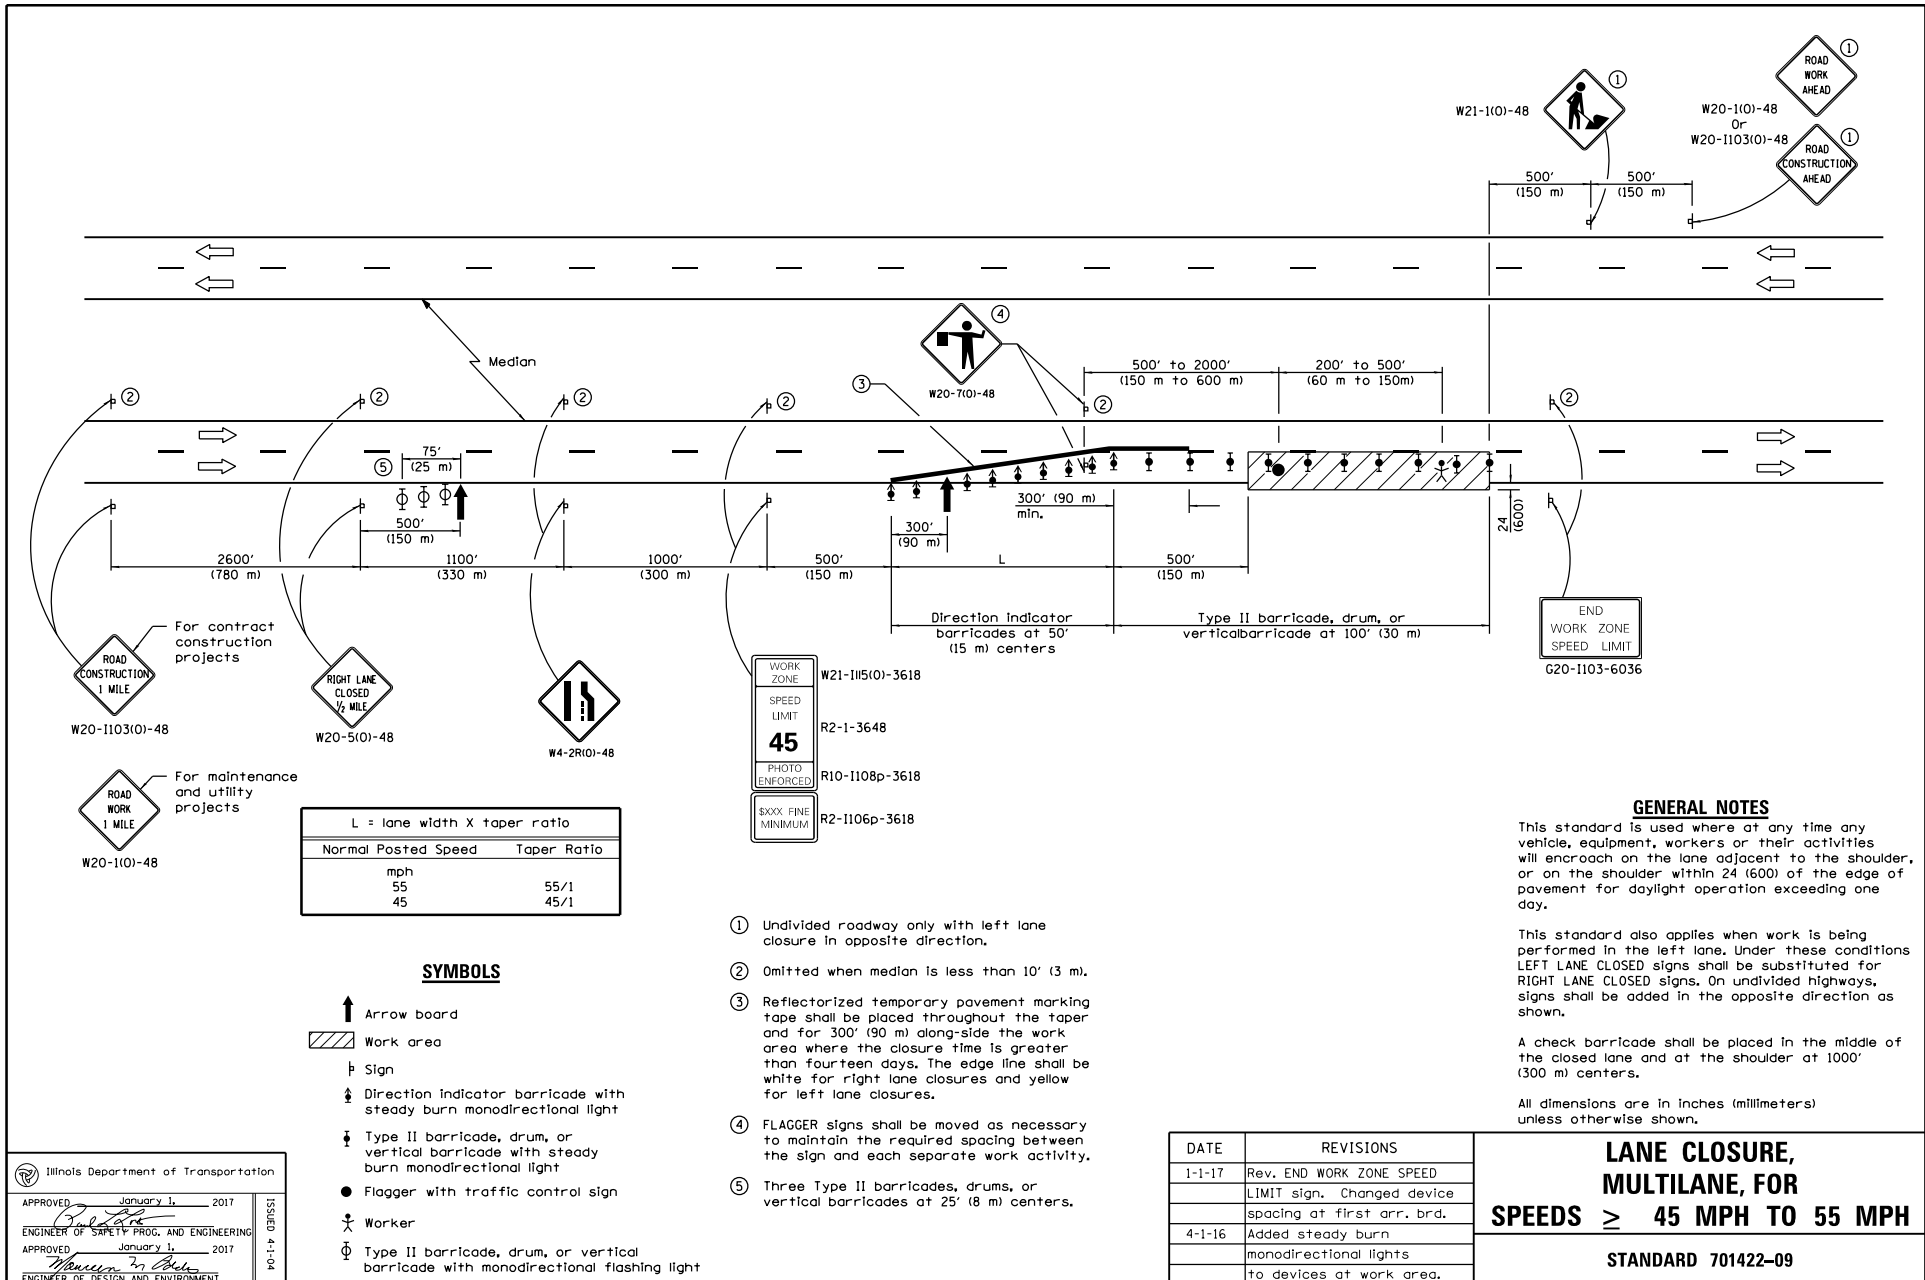 1
ROAD
WORK
AHEAD
1
W21-1(O)-48
W20-1(O)-48
Or
W20-I103(O)-48
1
ROAD
CONSTRUCTION
AHEAD
500'
(150 m)
500'
(150 m)
Median
4
W20-7(O)-48
3
500' to 2000'
(150 m to 600 m)
200' to 500'
(60 m to 150m)
2
2
2
2
2
2
5
75'
(25 m)
500'
(150 m)
300' (90 m)
min.
300'
(90 m)
24
(600)
2600'
(780 m)
1100'
(330 m)
1000'
(300 m)
500'
(150 m)
L
500'
(150 m)
Direction indicator
barricades at 50'
(15 m) centers
Type II barricade, drum, or
verticalbarricade at 100' (30 m)
END
WORK ZONE
SPEED LIMIT
G20-I103-6036
ROAD
CONSTRUCTION
1 MILE
For contract
construction
projects
W20-I103(O)-48
RIGHT LANE
CLOSED
1/2 MILE
W20-5(O)-48
W4-2R(O)-48
WORK
ZONE
W21-I115(O)-3618
SPEED
LIMIT
45
R2-1-3648
PHOTO
ENFORCED
R10-I108p-3618
$XXX FINE
MINIMUM
R2-I106p-3618
ROAD
WORK
1 MILE
For maintenance
and utility
projects
W20-1(O)-48
L = lane width X taper ratio
Normal Posted Speed Taper Ratio
mph
55 55/1
45 45/1
SYMBOLS
Arrow board
Work area
Sign
Direction indicator barricade with
steady burn monodirectional light
Type II barricade, drum, or
vertical barricade with steady
burn monodirectional light
Flagger with traffic control sign
Worker
Type II barricade, drum, or vertical
barricade with monodirectional flashing light
1 Undivided roadway only with left lane
closure in opposite direction.
2 Omitted when median is less than 10' (3 m).
3 Reflectorized temporary pavement marking
tape shall be placed throughout the taper
and for 300' (90 m) along-side the work
area where the closure time is greater
than fourteen days. The edge line shall be
white for right lane closures and yellow
for left lane closures.
4 FLAGGER signs shall be moved as necessary
to maintain the required spacing between
the sign and each separate work activity.
5 Three Type II barricades, drums, or
vertical barricades at 25' (8 m) centers.
GENERAL NOTES
This standard is used where at any time any
vehicle, equipment, workers or their activities
will encroach on the lane adjacent to the shoulder,
or on the shoulder within 24 (600) of the edge of
pavement for daylight operation exceeding one
day.
This standard also applies when work is being
performed in the left lane. Under these conditions
LEFT LANE CLOSED signs shall be substituted for
RIGHT LANE CLOSED signs. On undivided highways,
signs shall be added in the opposite direction as
shown.
A check barricade shall be placed in the middle of
the closed lane and at the shoulder at 1000'
(300 m) centers.
All dimensions are in inches (millimeters)
unless otherwise shown.
Illinois Department of Transportation
APPROVED January 1, 2017
ENGINEER OF SAFETY PROG. AND ENGINEERING
APPROVED January 1, 2017
ENGINEER OF DESIGN AND ENVIRONMENT
ISSUED 4-1-04
DATE REVISIONS
1-1-17 Rev. END WORK ZONE SPEED
LIMIT sign. Changed device
spacing at first arr. brd.
4-1-16 Added steady burn
monodirectional lights
to devices at work area.
LANE CLOSURE,
MULTILANE, FOR
SPEEDS ≥ 45 MPH TO 55 MPH
STANDARD 701422–09